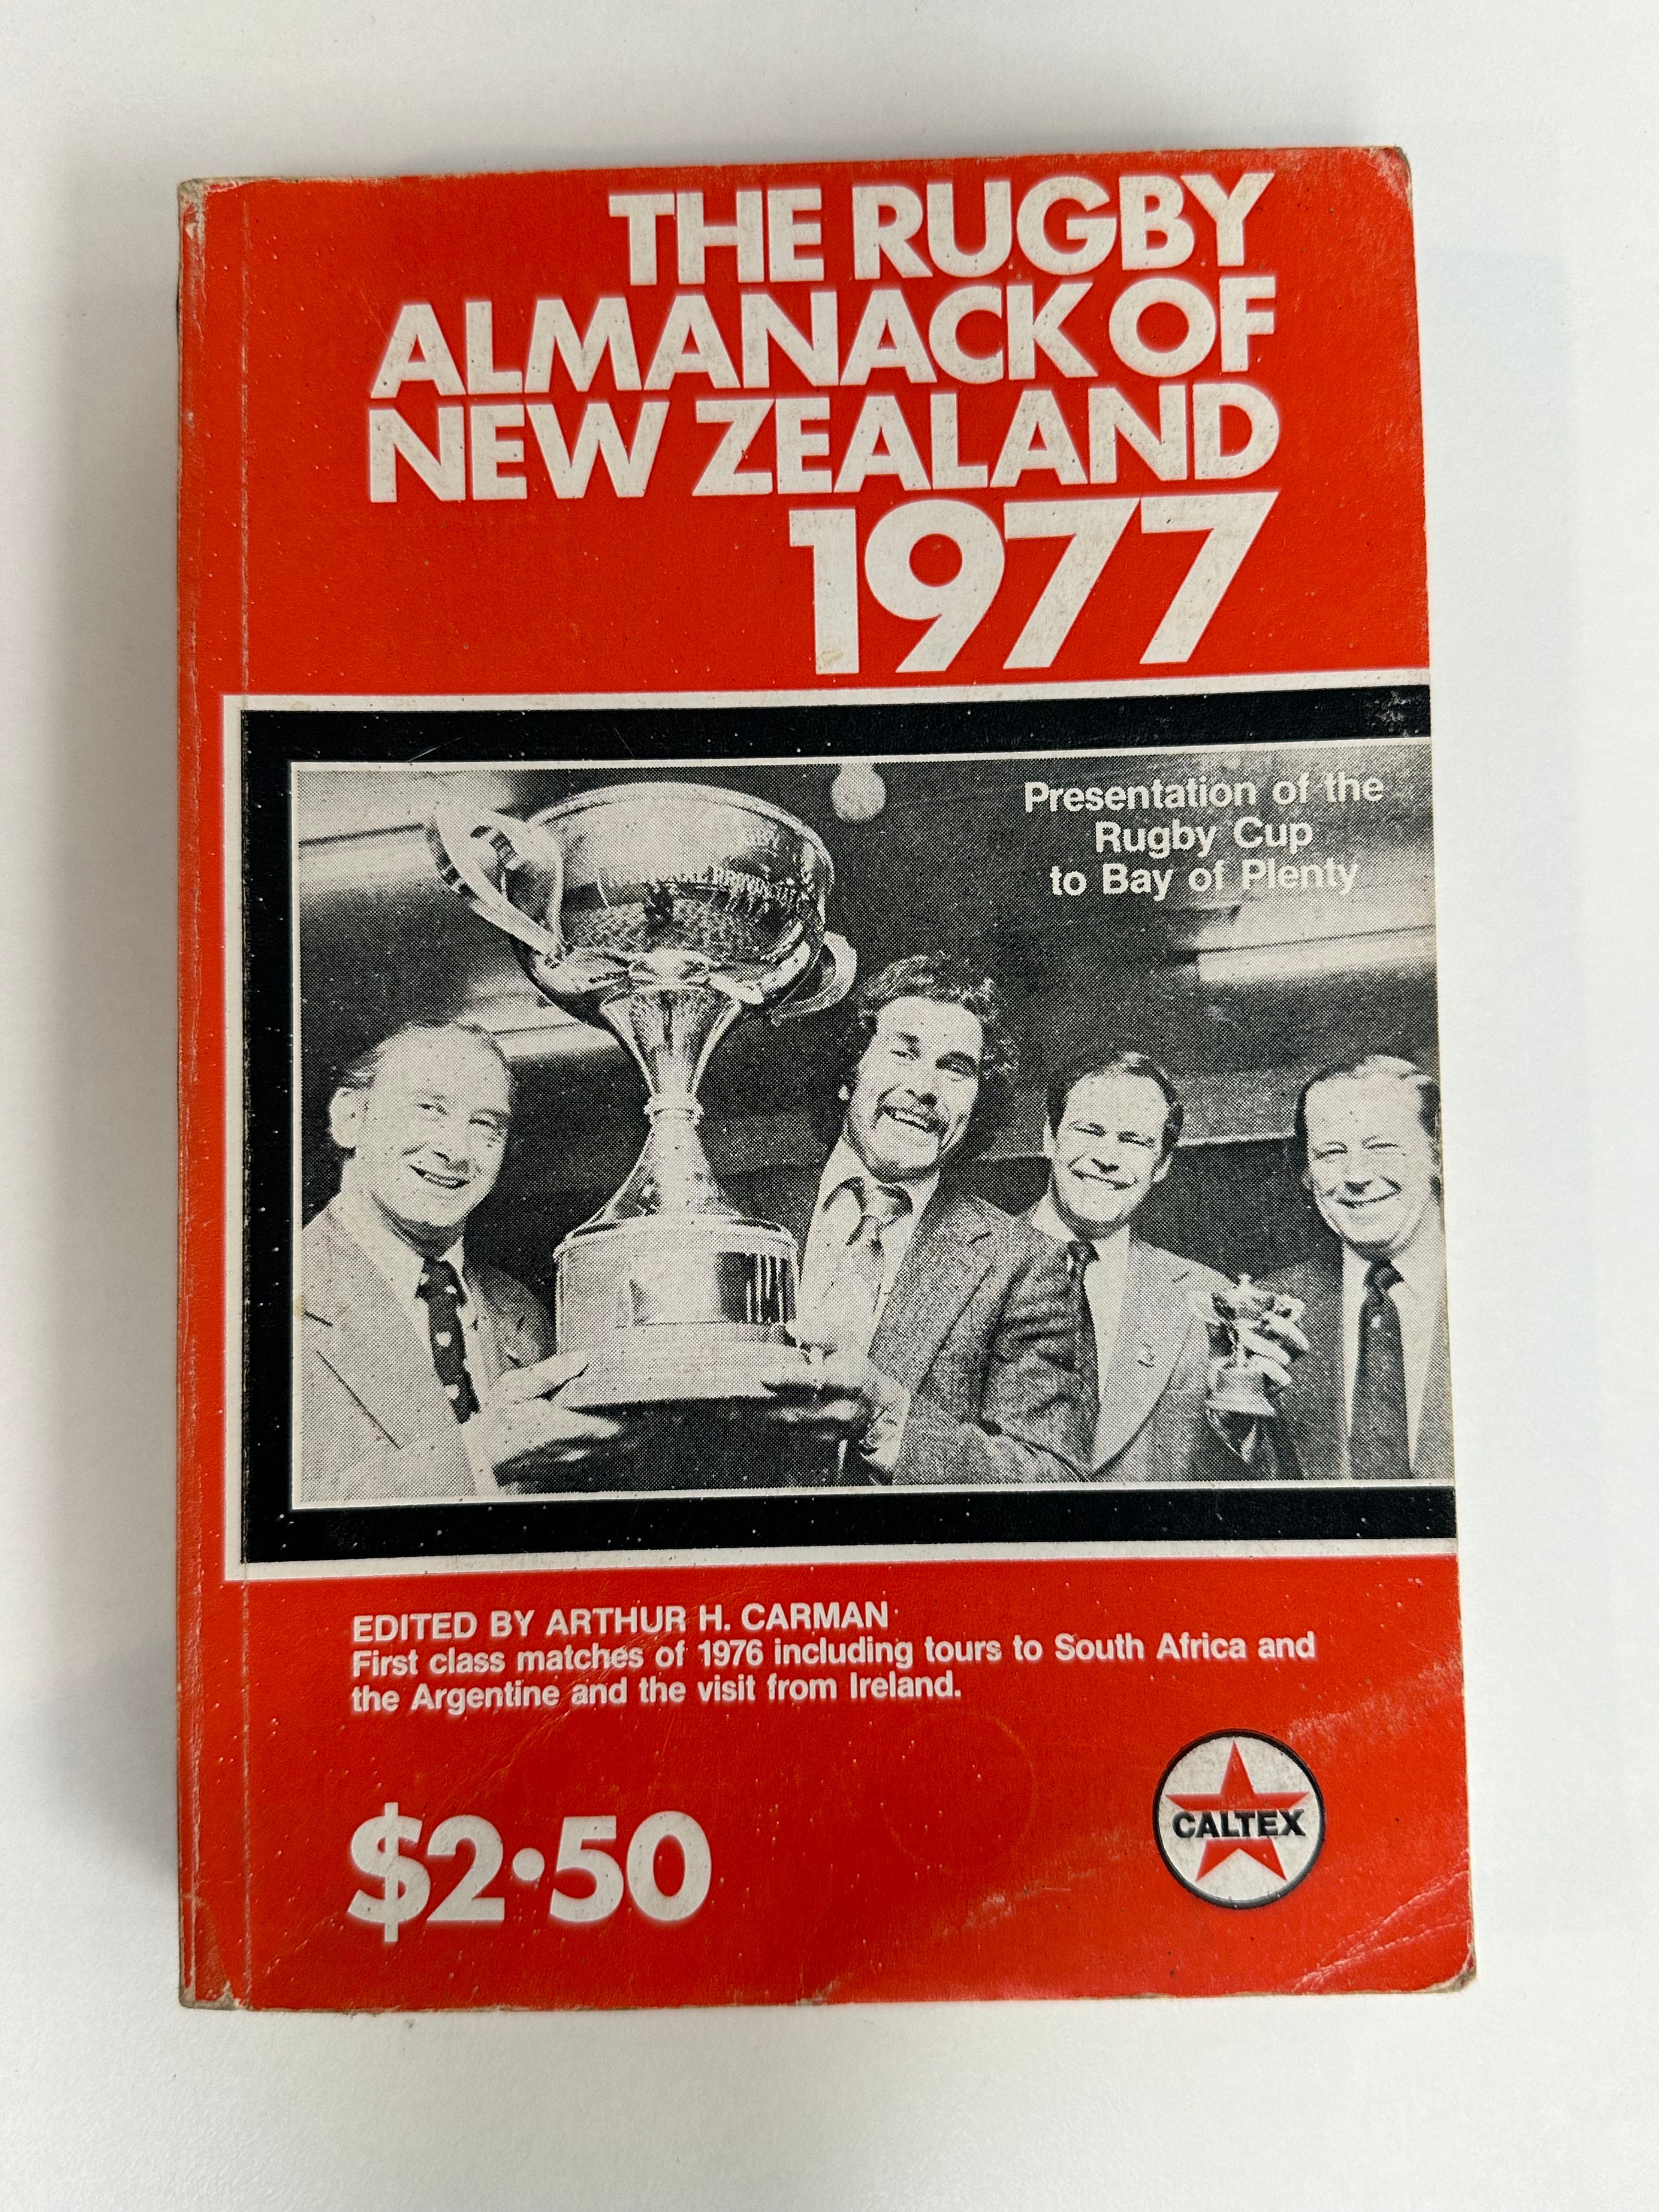 THE RUGBY
ALMANACK OF
NEW ZEALAND
1977
Presentation of the
Rugby Cup
to Bay of Plenty
EDITED BY ARTHUR H. CARMAN
First class matches of 1976 including tours to South Africa and
the Argentine and the visit from Ireland.
$2·50
CALTEX